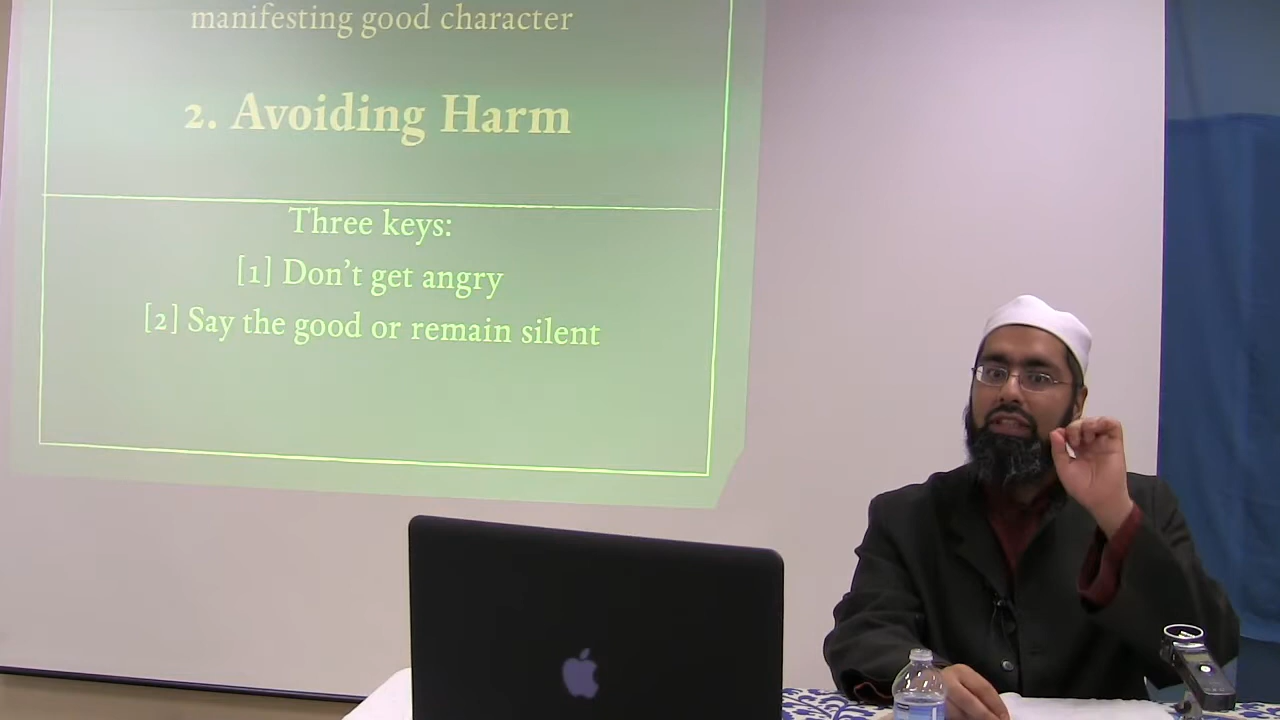 manifesting good character
2. Avoiding Harm
Three keys:
[1] Don't get angry
[2] Say the good or remain silent